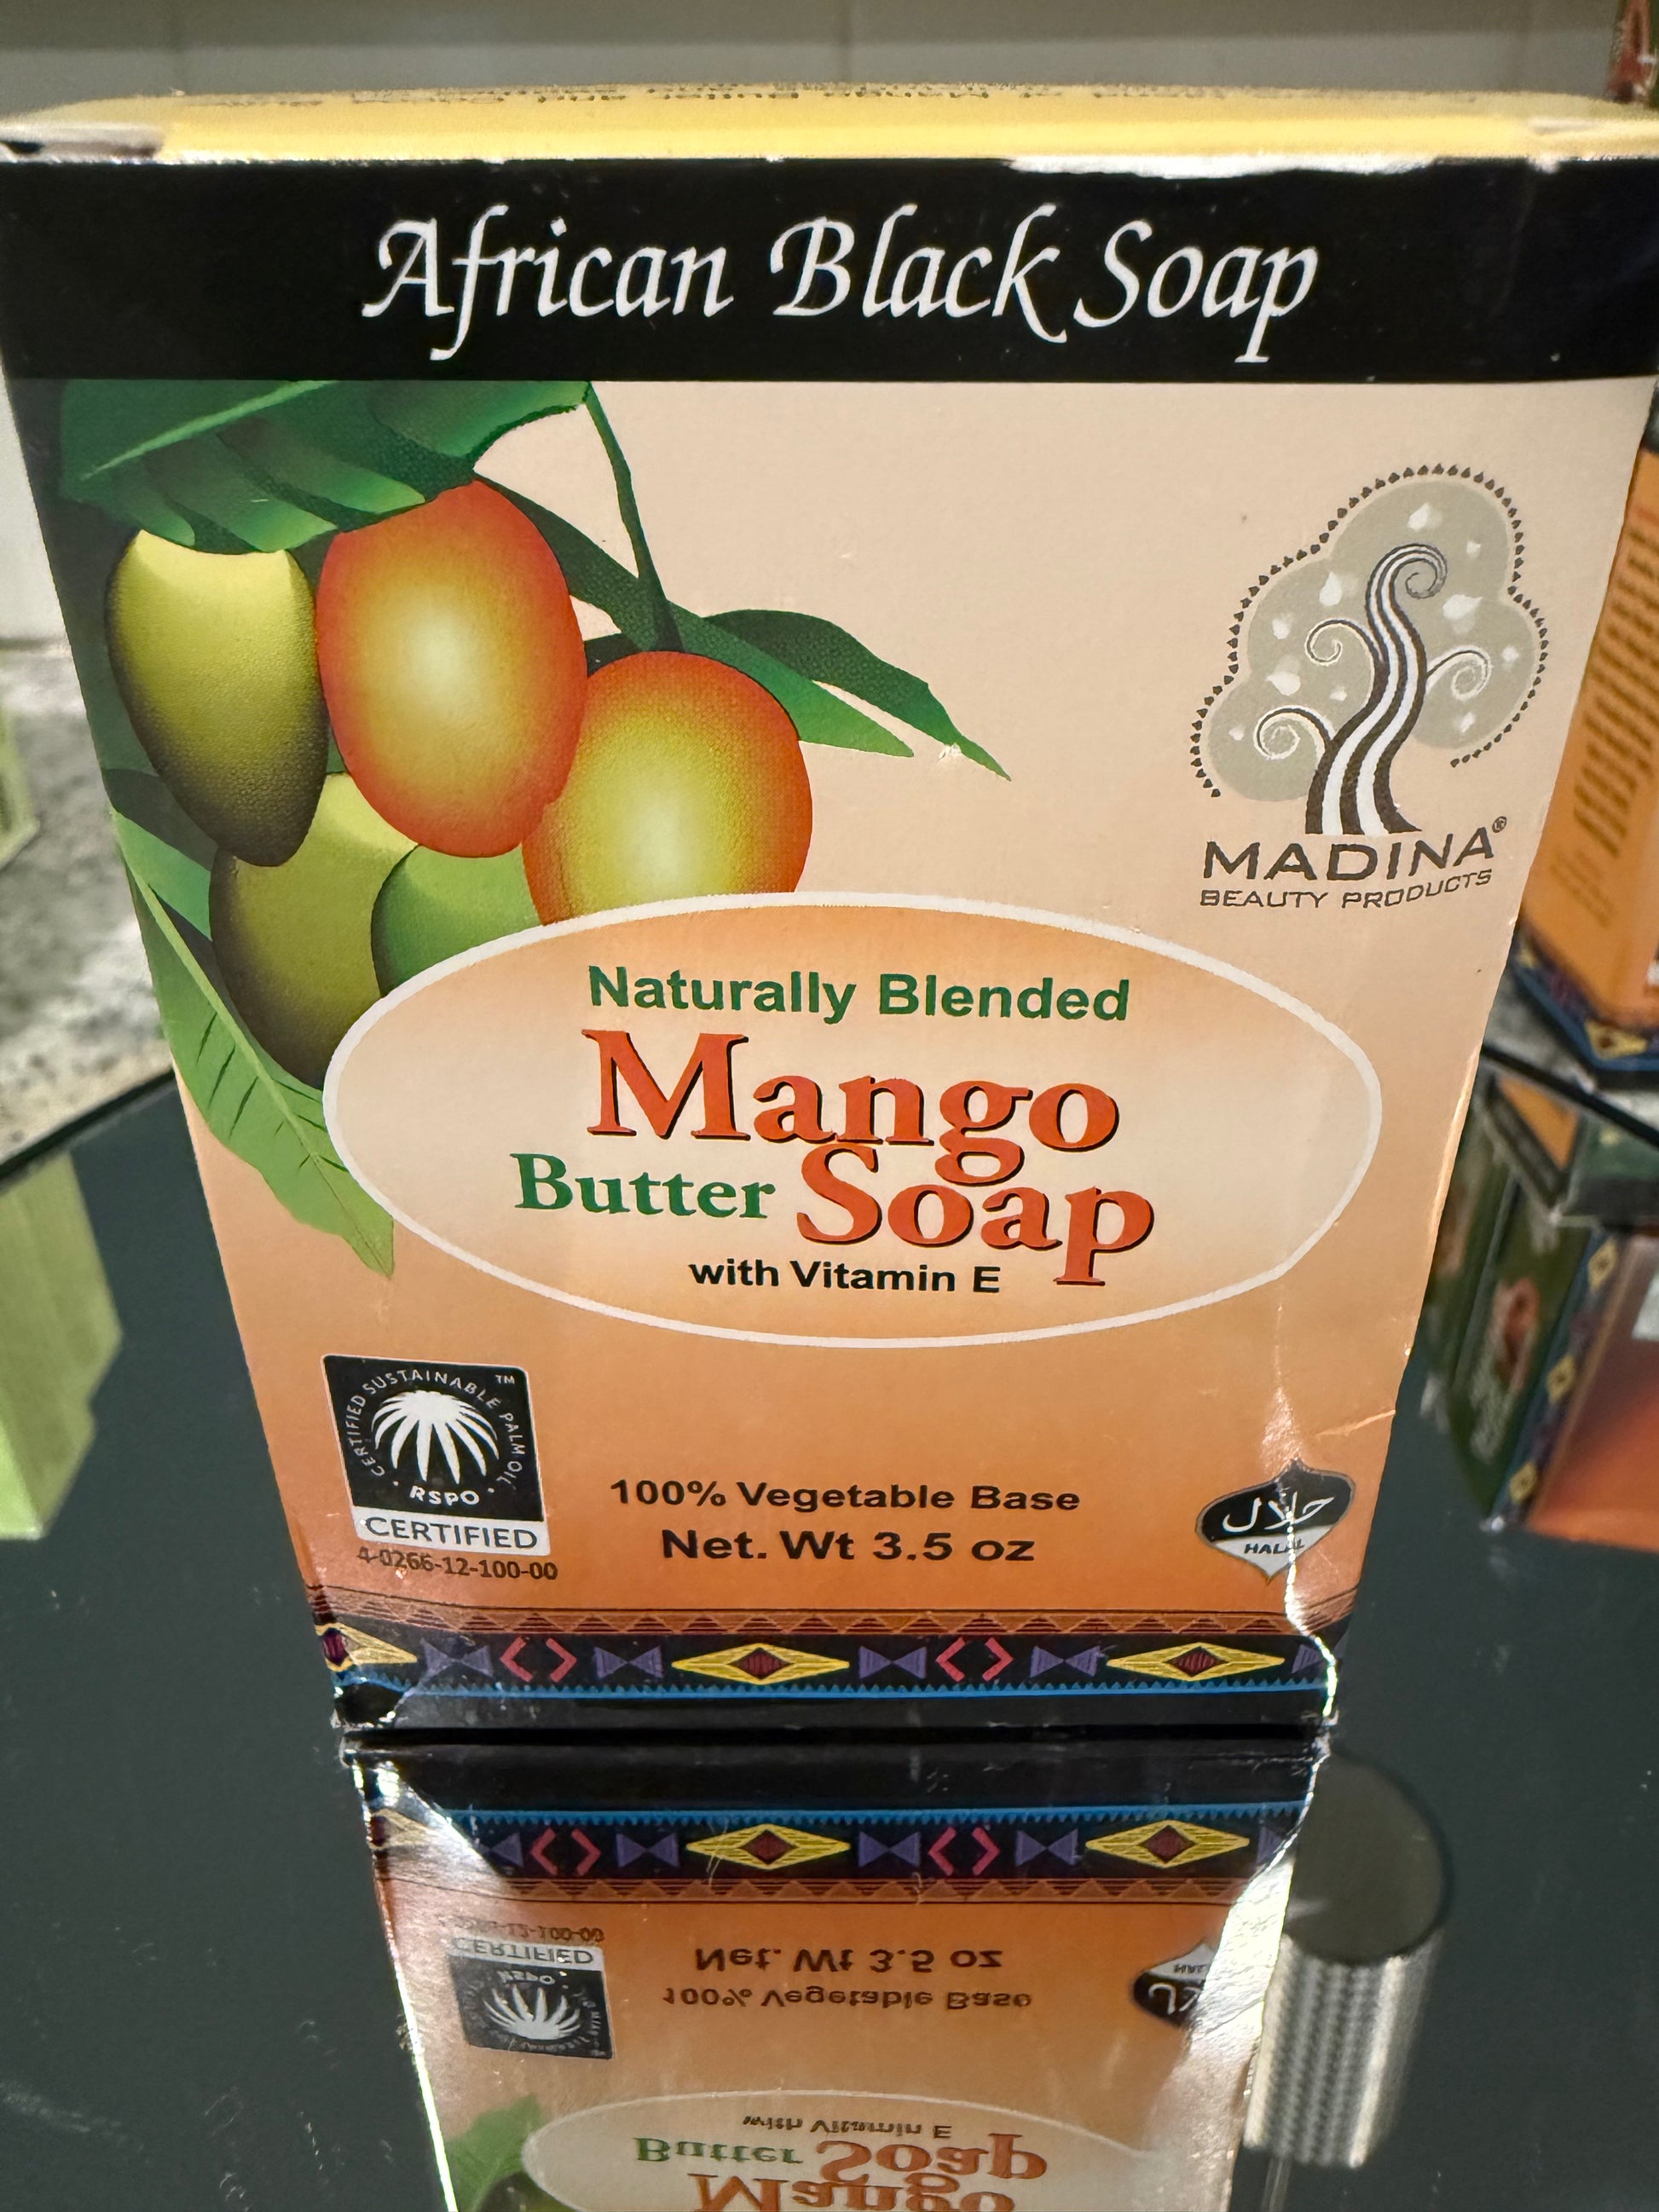 African Black Soap
MADINA®
BEAUTY PRODUCTS
Naturally Blended
Mango
Butter Soap
with Vitamin E
CERTIFIED SUSTAINABLE PALM OIL ™
RSPO
CERTIFIED
4-0266-12-100-00
100% Vegetable Base
Net. Wt 3.5 oz
حلال
HALAL